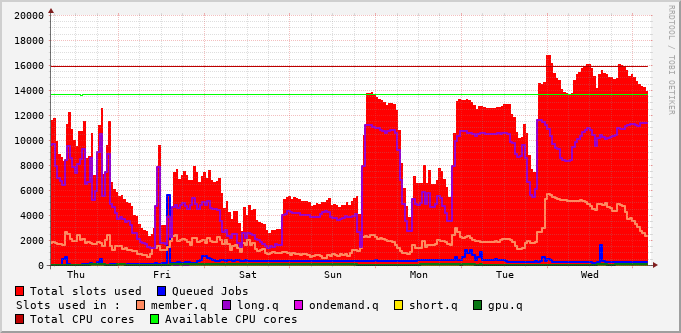 20000
18000
16000
14000
12000
10000
8000
6000
4000
2000
0
Thu Fri Sat Sun Mon Tue Wed
RRDTOOL / TOBI OETIKER
Total slots used Queued Jobs
Slots used in : member.q long.q ondemand.q short.q gpu.q
Total CPU cores Available CPU cores